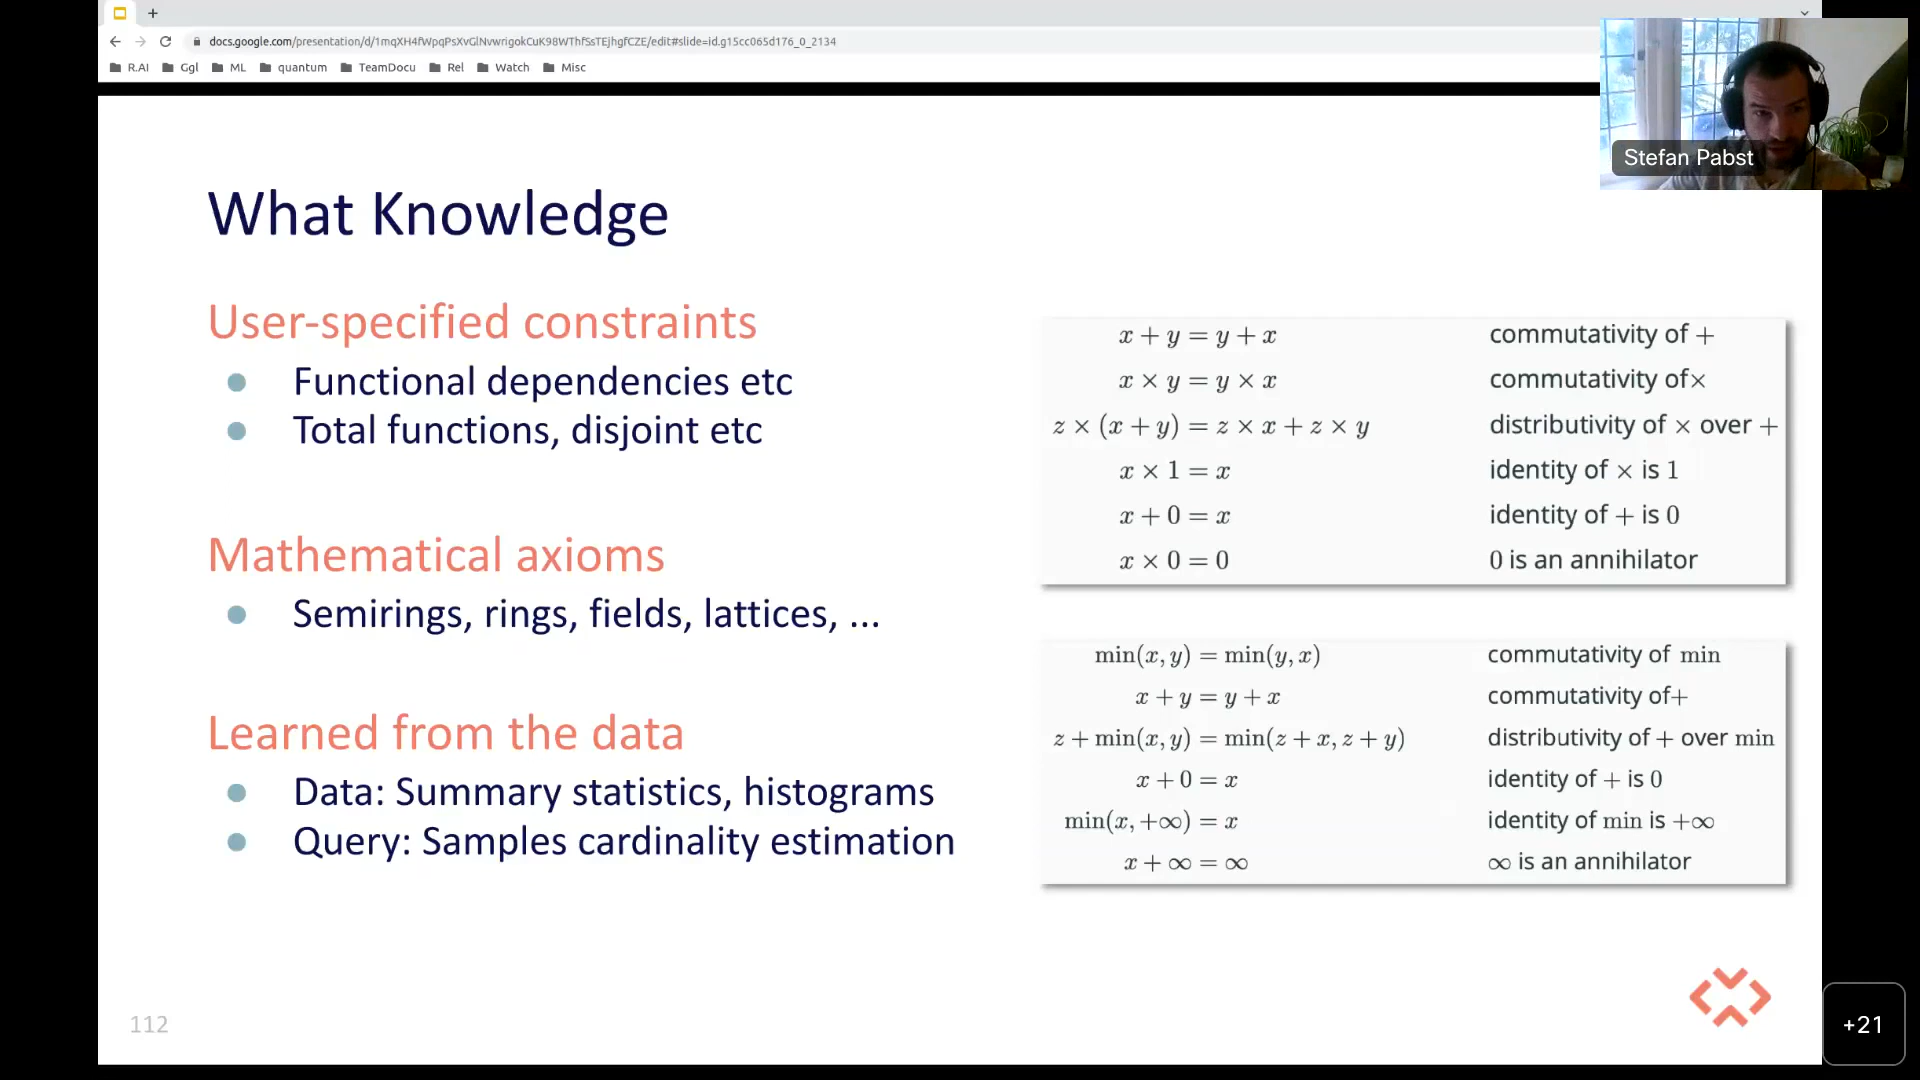 docs.google.com/presentation/d/1mqXH4fWpqPsXvGlNvwrigokCuK98WThfSsTEjhgfCZE/edit#slide=id.g15cc065d176_0_2134
R.AI Ggl ML quantum TeamDocu Rel Watch Misc
Stefan Pabst
What Knowledge
User-specified constraints
● Functional dependencies etc
● Total functions, disjoint etc
Mathematical axioms
● Semirings, rings, fields, lattices, ...
Learned from the data
● Data: Summary statistics, histograms
● Query: Samples cardinality estimation
x + y = y + x commutativity of +
x × y = y × x commutativity of×
z × (x + y) = z × x + z × y distributivity of × over +
x × 1 = x identity of × is 1
x + 0 = x identity of + is 0
x × 0 = 0 0 is an annihilator
min(x, y) = min(y, x) commutativity of min
x + y = y + x commutativity of+
z + min(x, y) = min(z + x, z + y) distributivity of + over min
x + 0 = x identity of + is 0
min(x, +∞) = x identity of min is +∞
x + ∞ = ∞ ∞ is an annihilator
112
+21